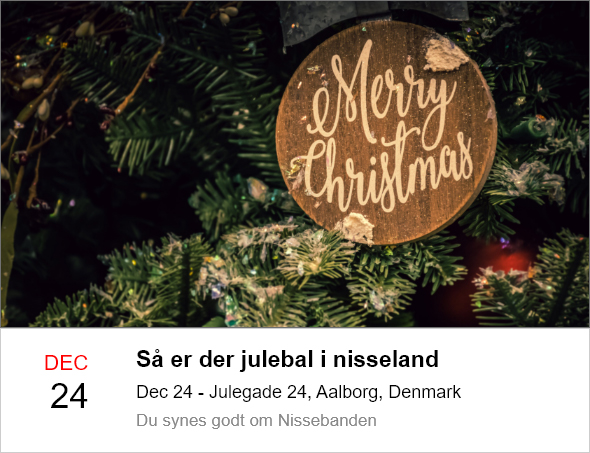 Merry
Christmas
DEC
24
Så er der julebal i nisseland
Dec 24 - Julegade 24, Aalborg, Denmark
Du synes godt om Nissebanden